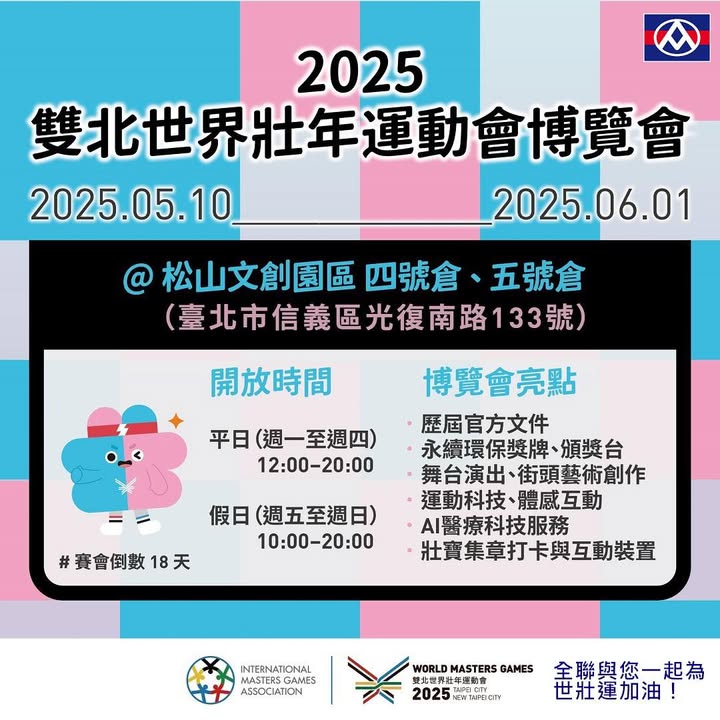 2025
雙北世界壯年運動會博覽會
2025.05.10__________2025.06.01
@ 松山文創園區 四號倉、五號倉
(臺北市信義區光復南路133號)
開放時間
平日(週一至週四)
12:00-20:00
假日(週五至週日)
10:00-20:00
博覽會亮點
· 歷屆官方文件
· 永續環保獎牌、頒獎台
· 舞台演出、街頭藝術創作
· 運動科技、體感互動
· AI醫療科技服務
· 壯寶集章打卡與互動裝置
# 賽會倒數 18 天
INTERNATIONAL
MASTERS GAMES
ASSOCIATION
WORLD MASTERS GAMES
雙北世界壯年運動會
2025 TAIPEI CITY
NEW TAIPEI CITY
全聯與您一起為
世壯運加油！